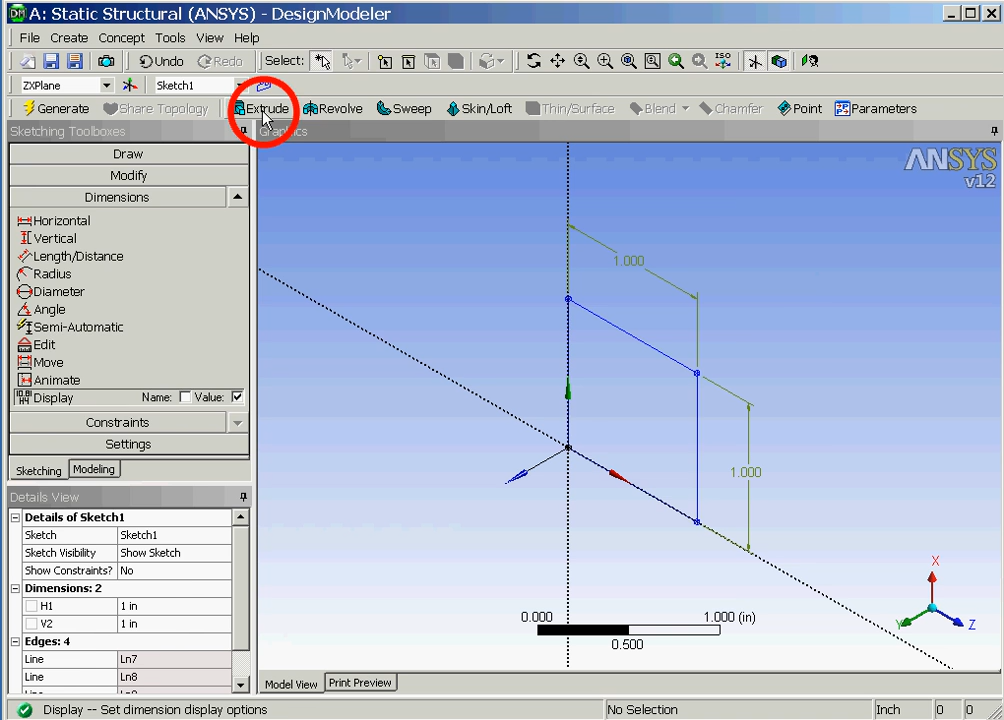 DM A: Static Structural (ANSYS) - DesignModeler
File Create Concept Tools View Help
Undo Redo Select: ISO
ZXPlane Sketch1
Generate Share Topology Extrude Revolve Sweep Skin/Loft Thin/Surface Blend Chamfer Point Parameters
Sketching Toolboxes
Graphics
Draw
Modify
Dimensions
Horizontal
Vertical
Length/Distance
Radius
Diameter
Angle
Semi-Automatic
Edit
Move
Animate
Display Name: Value:
Constraints
Settings
Sketching Modeling
Details View
Details of Sketch1
Sketch Sketch1
Sketch Visibility Show Sketch
Show Constraints? No
Dimensions: 2
H1 1 in
V2 1 in
Edges: 4
Line Ln7
Line Ln8
ANSYS
v12
1.000
1.000
X
Y
Z
0.000 1.000 (in)
0.500
Model View Print Preview
Display -- Set dimension display options No Selection Inch 0 0